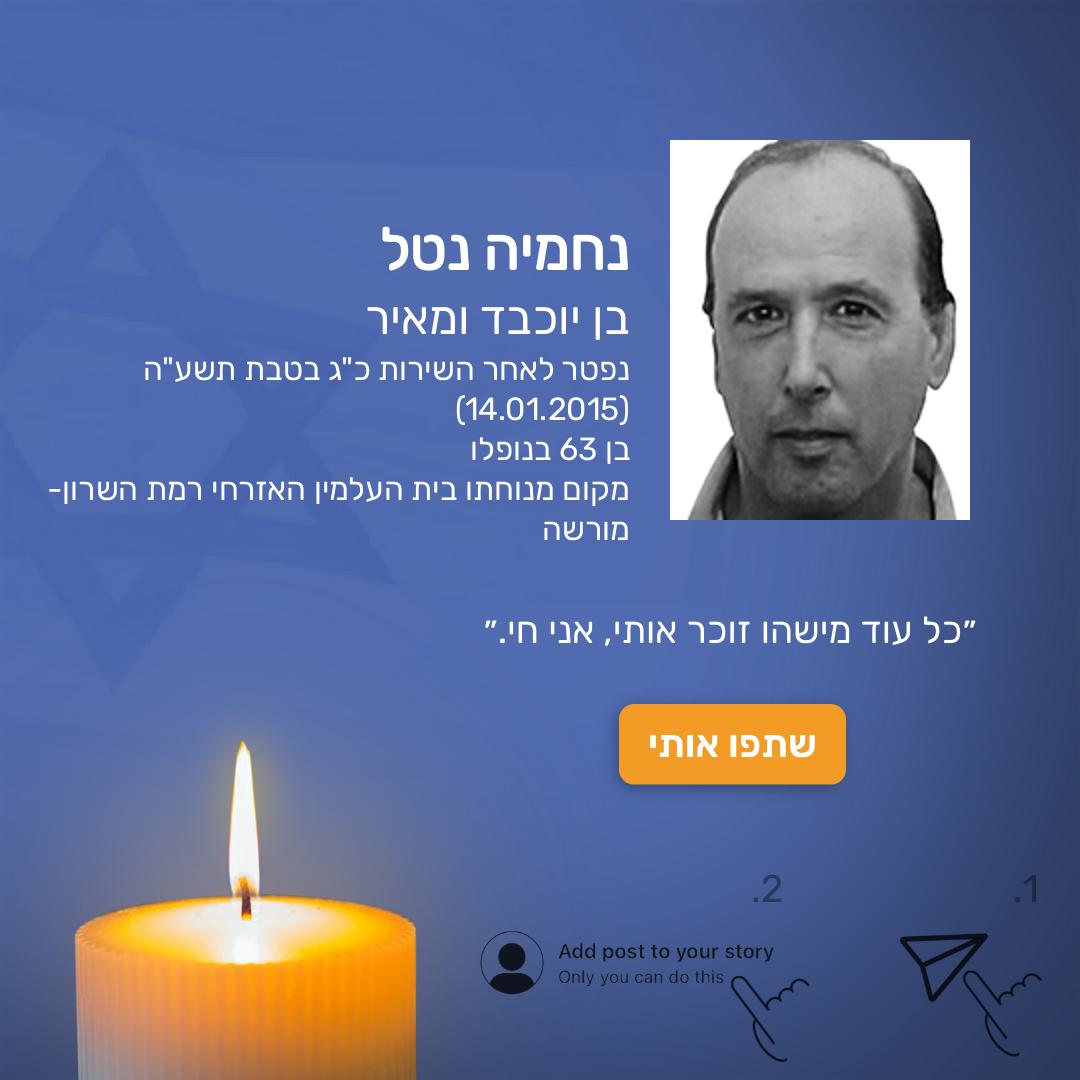 נחמיה נטל
בן יוכבד ומאיר
נפטר לאחר השירות כ"ג בטבת תשע"ה
(14.01.2015)
בן 63 בנופלו
מקום מנוחתו בית העלמין האזרחי רמת השרון-
מורשה
״כל עוד מישהו זוכר אותי, אני חי.״
שתפו אותי
1.
2.
Add post to your story
Only you can do this